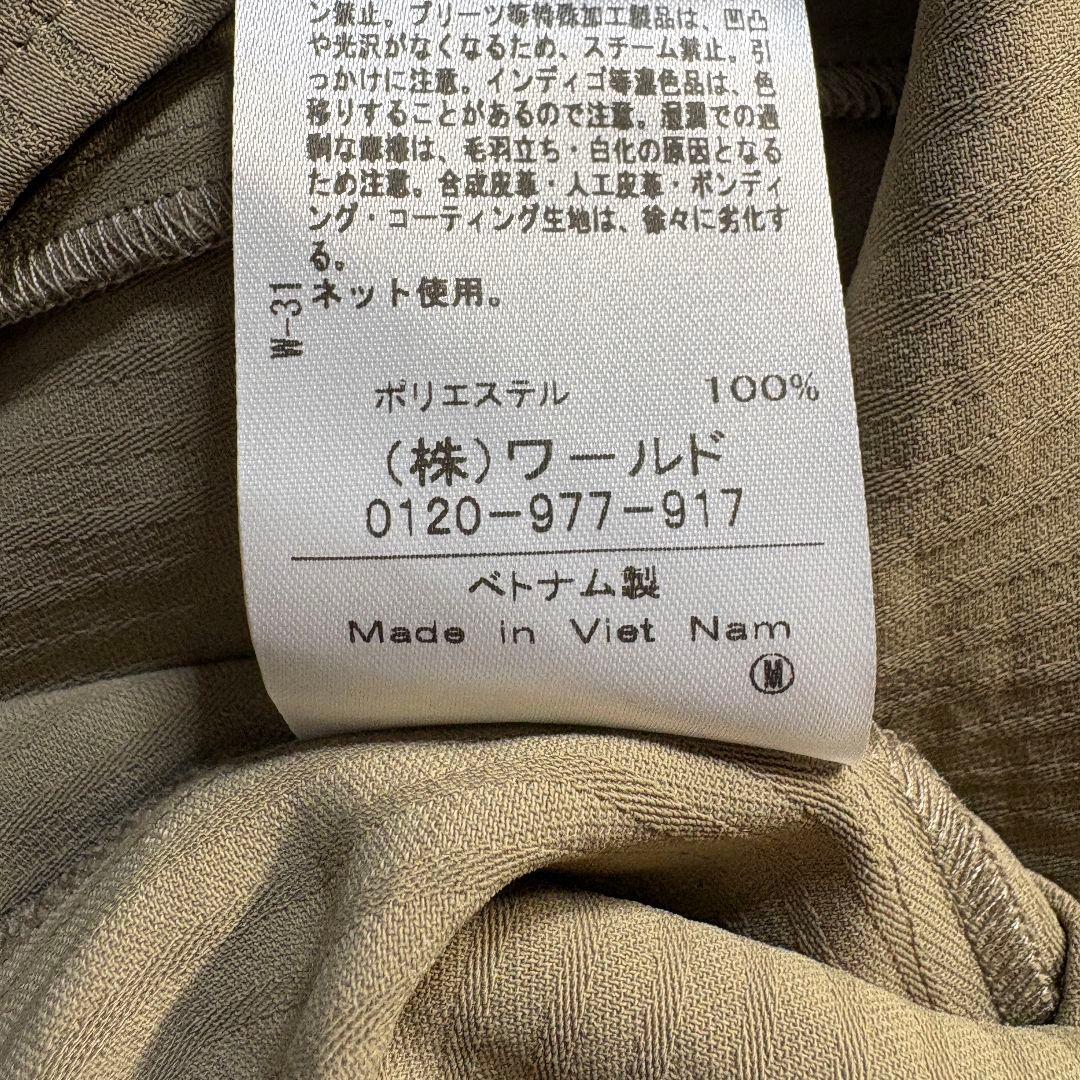 ン禁止。プリーツ等特殊加工製品は、凹凸
や光沢がなくなるため、スチーム禁止。引
っかけに注意。インディゴ等濃色品は、色
移りすることがあるので注意。湿潤での過
剰な摩擦は、毛羽立ち・白化の原因となる
ため注意。合成皮革・人工皮革・ボンディ
ング・コーティング生地は、徐々に劣化す
る。
ネット使用。
W-31
ポリエステル 100%
(株)ワールド
0120-977-917
ベトナム製
Made in Viet Nam
Ⓜ